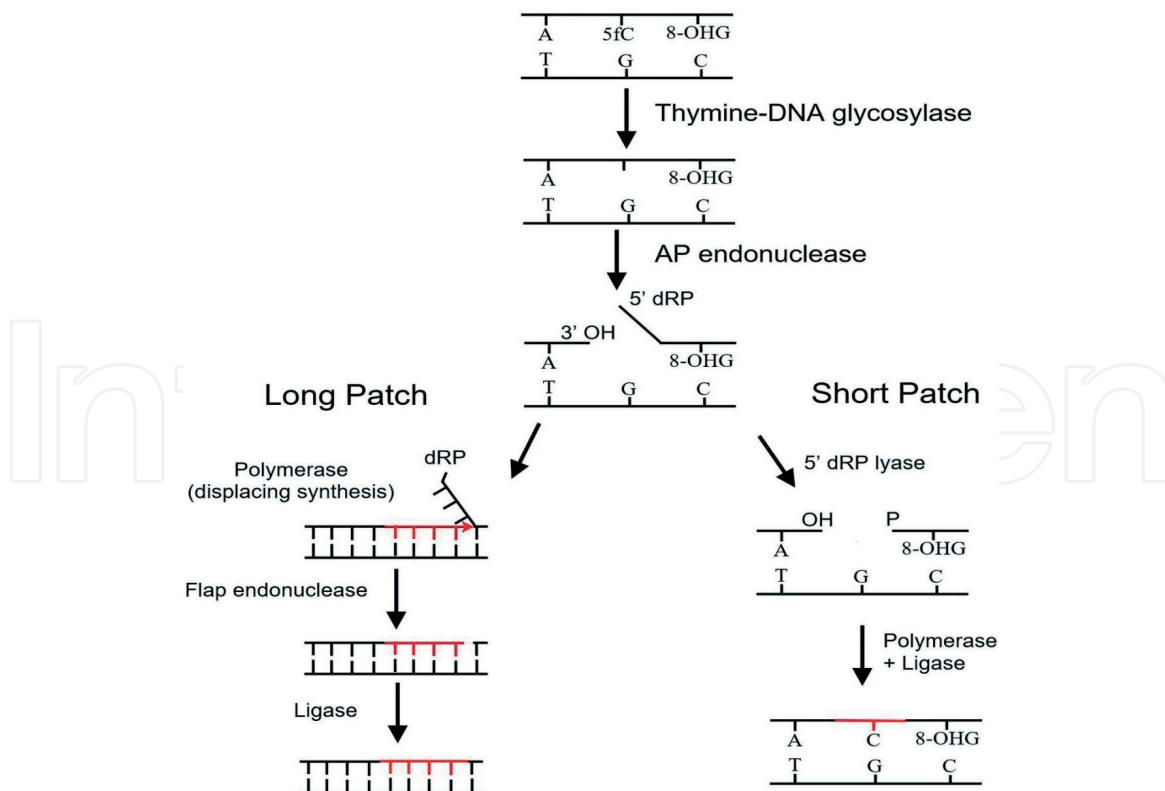 A 5fC 8-OHG
T G C
Thymine-DNA glycosylase
A 8-OHG
T G C
AP endonuclease
5' dRP
3' OH
A 8-OHG
T G C
Long Patch
Short Patch
dRP
Polymerase
(displacing synthesis)
5' dRP lyase
OH P
A 8-OHG
T G C
Flap endonuclease
Polymerase
+ Ligase
Ligase
A C 8-OHG
T G C